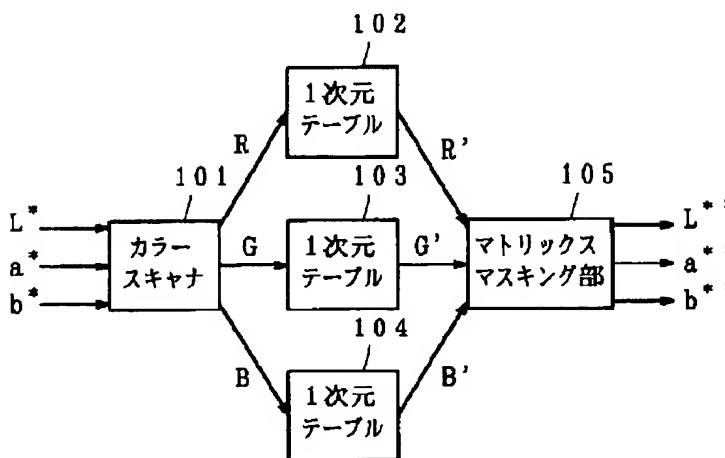 102
1次元
テーブル
R
R'
101
103
105
L*
a*
b*
カラー
スキャナ
G
1次元
テーブル
G'
マトリックス
マスキング部
L*
a*
b*
104
B
B'
1次元
テーブル